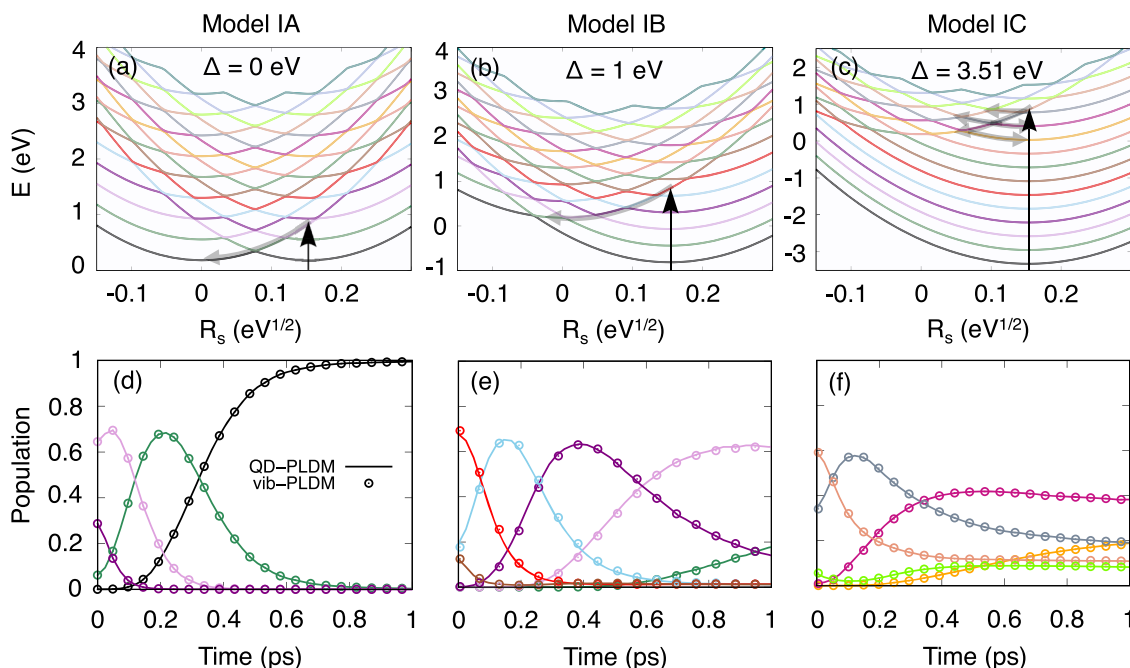 Model IA
Model IB
Model IC
(a) Δ = 0 eV
(b) Δ = 1 eV
(c) Δ = 3.51 eV
E (eV)
4
3
2
1
0
4
3
2
1
0
-1
2
1
0
-1
-2
-3
-0.1 0 0.1 0.2
-0.1 0 0.1 0.2
-0.1 0 0.1 0.2
R_s (eV^{1/2})
R_s (eV^{1/2})
R_s (eV^{1/2})
(d)
(e)
(f)
QD-PLDM
vib-PLDM
Population
1
0.8
0.6
0.4
0.2
0
0 0.2 0.4 0.6 0.8 1
0 0.2 0.4 0.6 0.8 1
0 0.2 0.4 0.6 0.8 1
Time (ps)
Time (ps)
Time (ps)